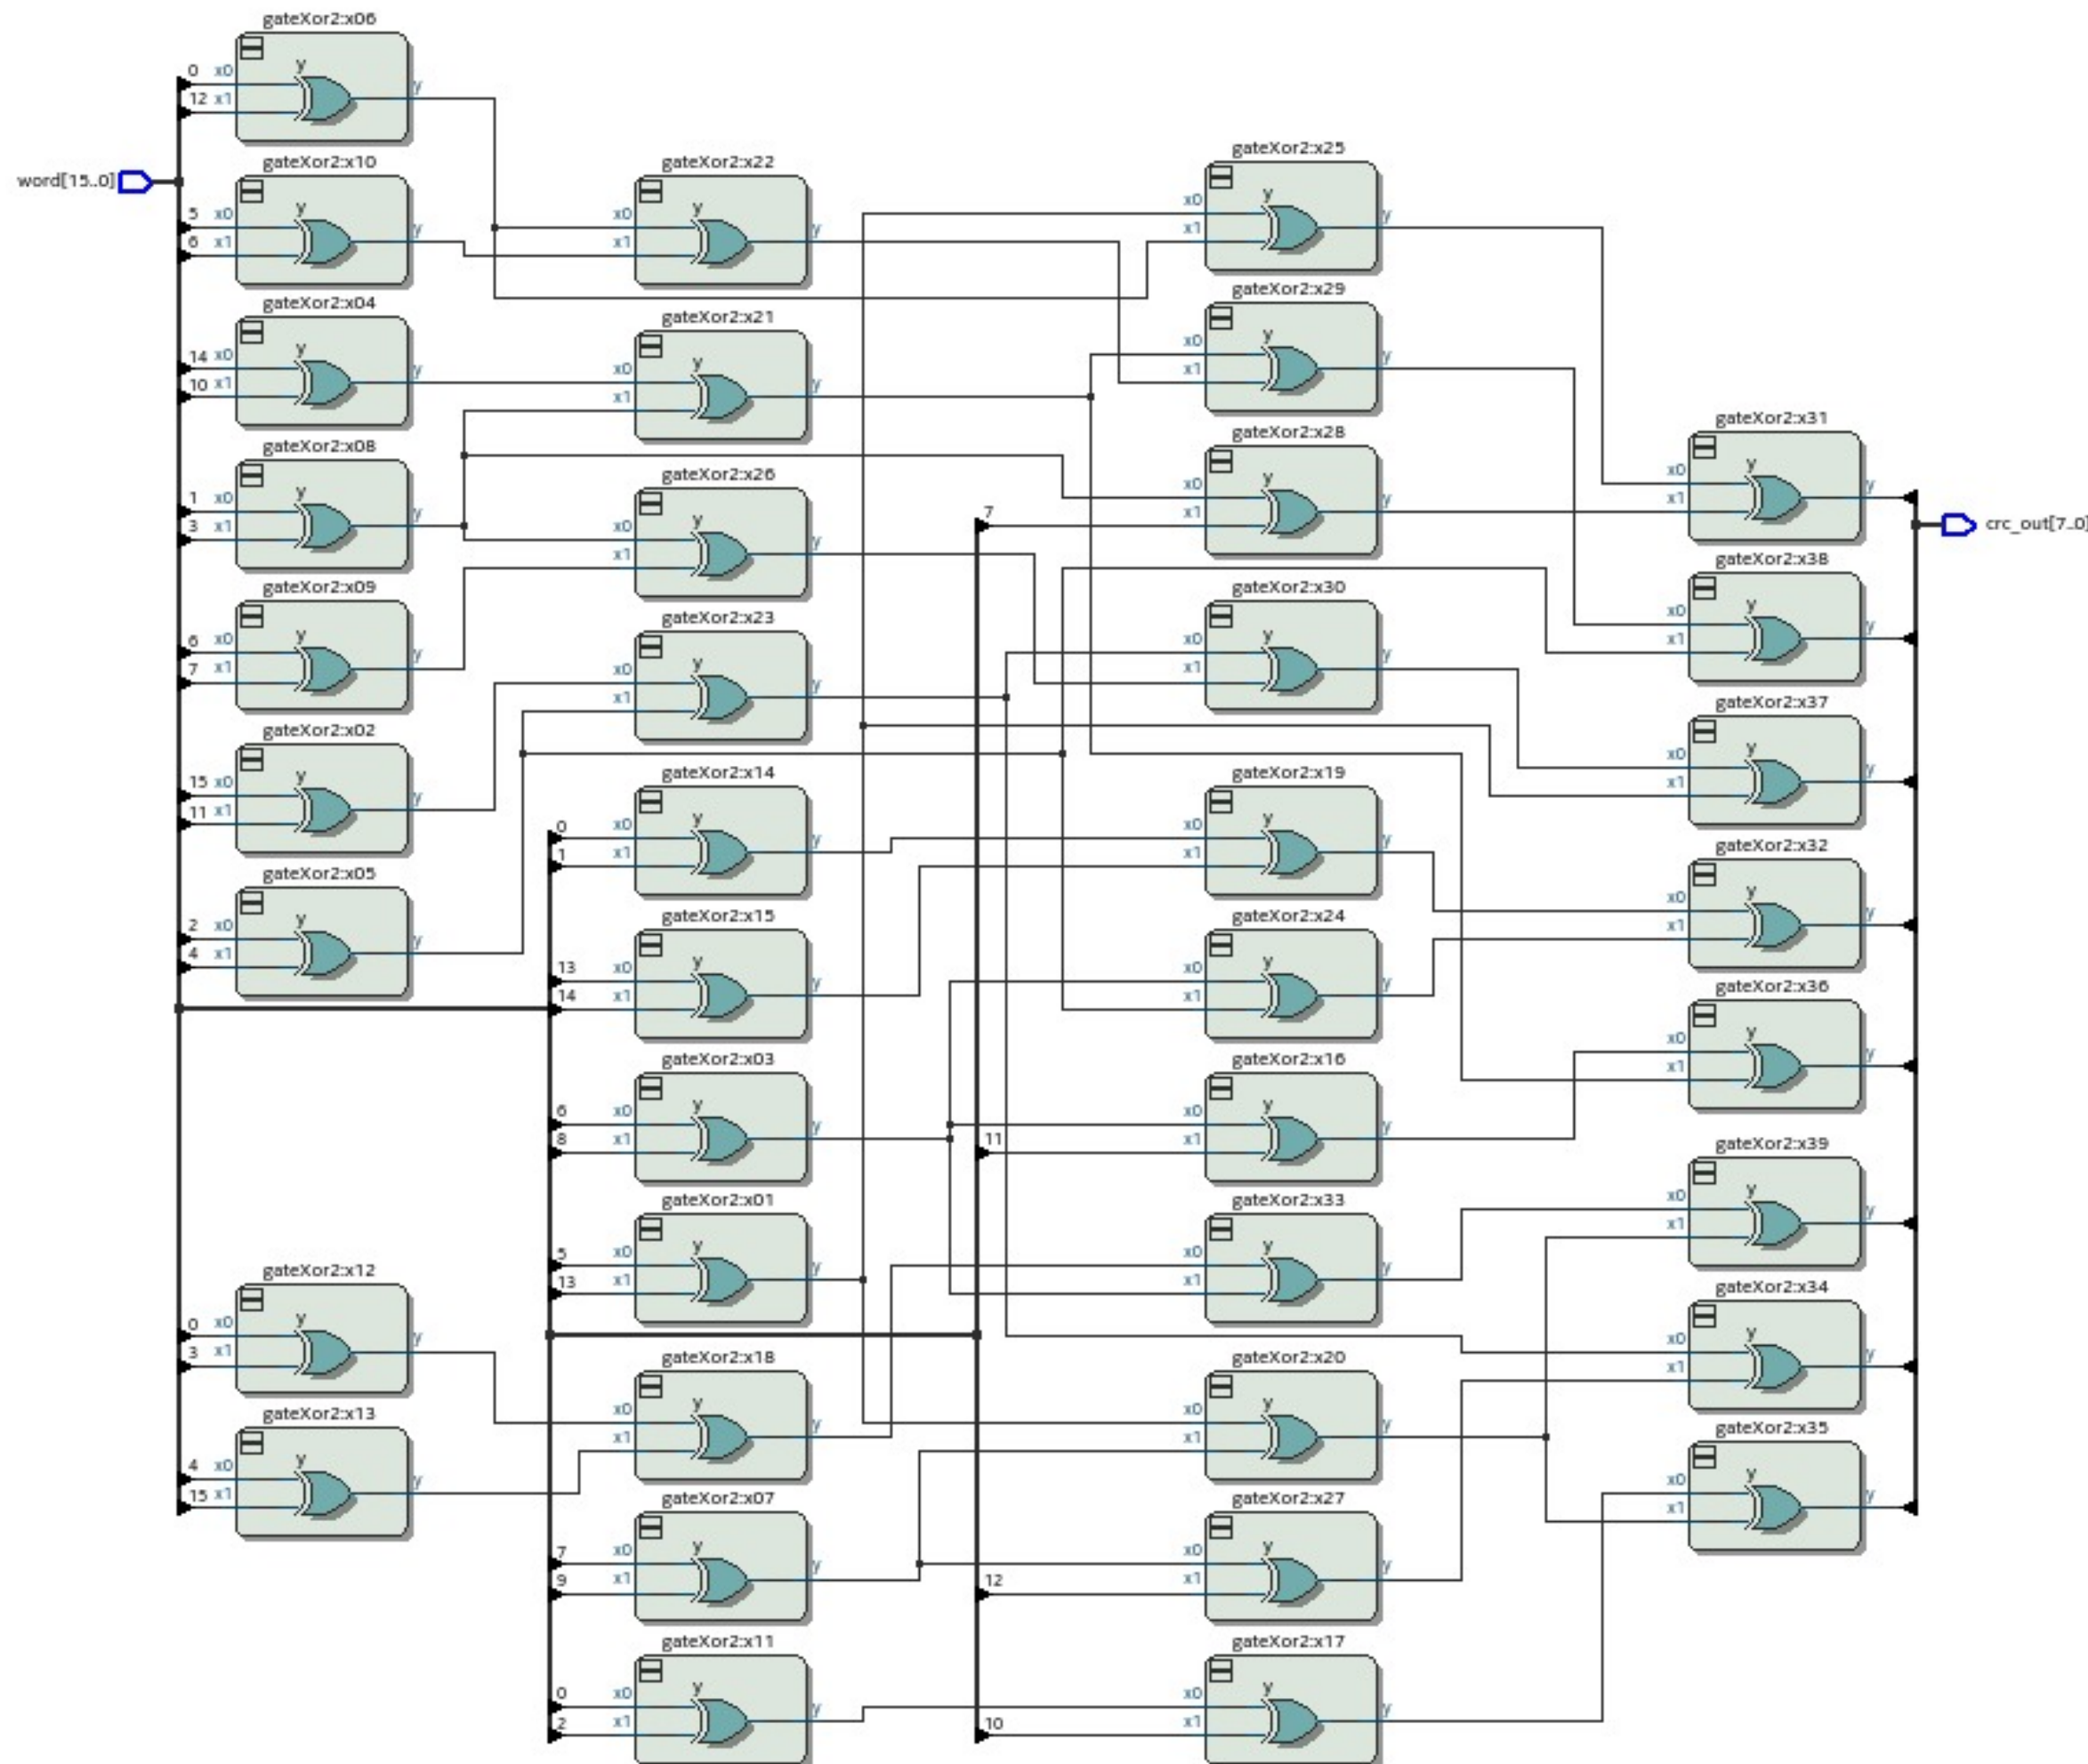 word[15..0]
gateXor2:x06
y
0 x0
y
12 x1
gateXor2:x10
y
5 x0
y
6 x1
gateXor2:x04
y
14 x0
y
10 x1
gateXor2:x08
y
1 x0
y
3 x1
gateXor2:x09
y
6 x0
y
7 x1
gateXor2:x02
y
15 x0
y
11 x1
gateXor2:x05
y
2 x0
y
4 x1
gateXor2:x12
y
0 x0
y
3 x1
gateXor2:x13
y
4 x0
y
15 x1
gateXor2:x22
y
x0
y
x1
gateXor2:x21
y
x0
y
x1
gateXor2:x26
y
x0
y
x1
gateXor2:x23
y
x0
y
x1
gateXor2:x14
y
0 x0
y
1 x1
gateXor2:x15
y
13 x0
y
14 x1
gateXor2:x03
y
6 x0
y
8 x1
gateXor2:x01
y
5 x0
y
13 x1
gateXor2:x18
y
x0
y
x1
gateXor2:x07
y
7 x0
y
9 x1
gateXor2:x11
y
0 x0
y
2 x1
gateXor2:x25
y
x0
y
x1
gateXor2:x29
y
x0
y
x1
gateXor2:x28
y
x0
y
7 x1
gateXor2:x30
y
x0
y
x1
gateXor2:x19
y
x0
y
x1
gateXor2:x24
y
x0
y
x1
gateXor2:x16
y
x0
y
11 x1
gateXor2:x33
y
x0
y
x1
gateXor2:x20
y
x0
y
x1
gateXor2:x27
y
x0
y
12 x1
gateXor2:x17
y
x0
y
10 x1
gateXor2:x31
y
x0
y
x1
gateXor2:x38
y
x0
y
x1
gateXor2:x37
y
x0
y
x1
gateXor2:x32
y
x0
y
x1
gateXor2:x36
y
x0
y
x1
gateXor2:x39
y
x0
y
x1
gateXor2:x34
y
x0
y
x1
gateXor2:x35
y
x0
y
x1
crc_out[7..0]